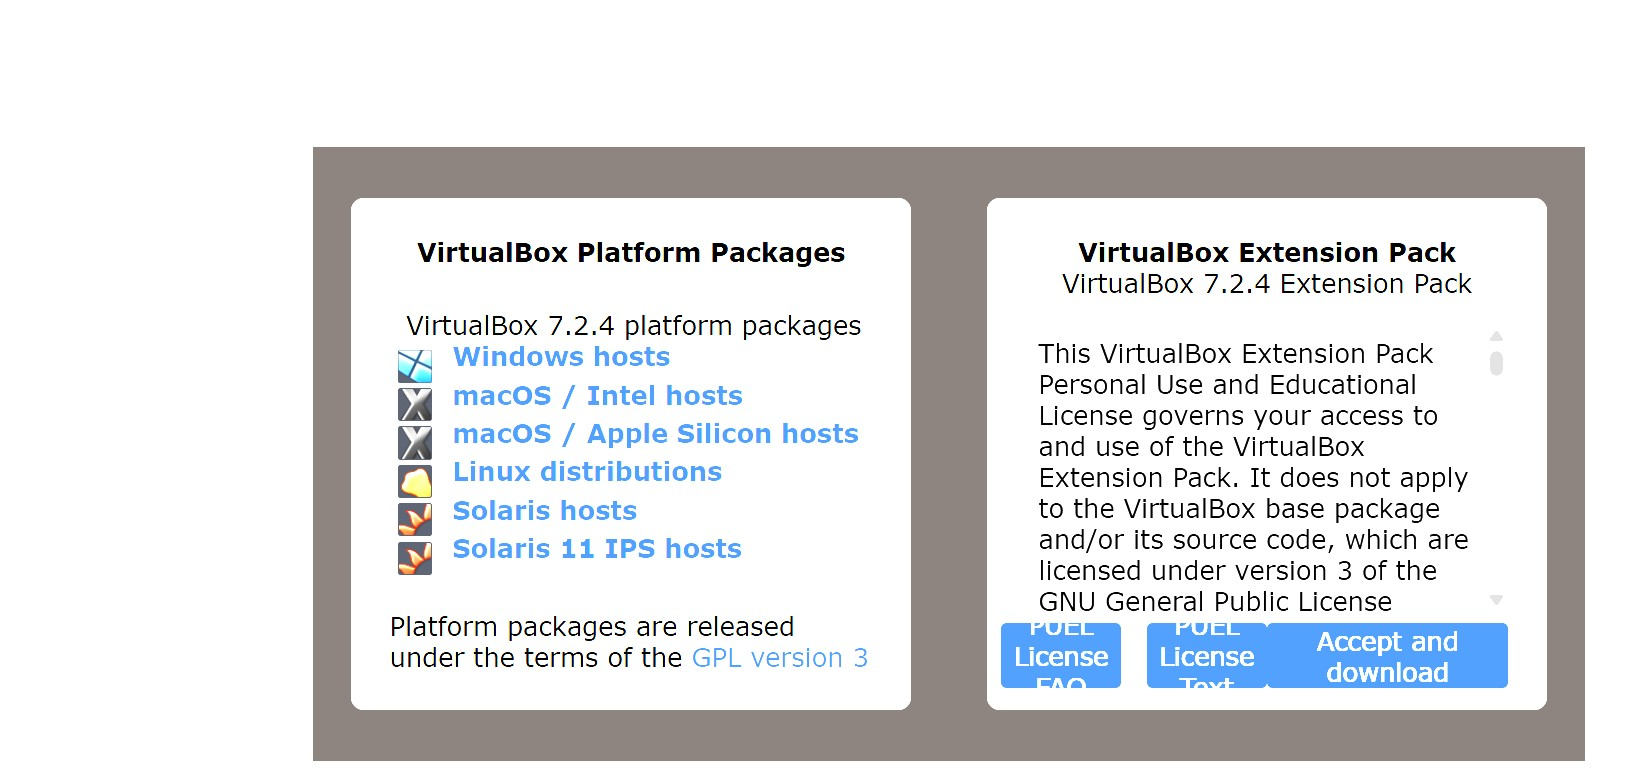 VirtualBox Platform Packages
VirtualBox 7.2.4 platform packages
Windows hosts
macOS / Intel hosts
macOS / Apple Silicon hosts
Linux distributions
Solaris hosts
Solaris 11 IPS hosts
Platform packages are released
under the terms of the GPL version 3
VirtualBox Extension Pack
VirtualBox 7.2.4 Extension Pack
This VirtualBox Extension Pack
Personal Use and Educational
License governs your access to
and use of the VirtualBox
Extension Pack. It does not apply
to the VirtualBox base package
and/or its source code, which are
licensed under version 3 of the
GNU General Public License
PUEL
License
FAQ
PUEL
License
Text
Accept and
download